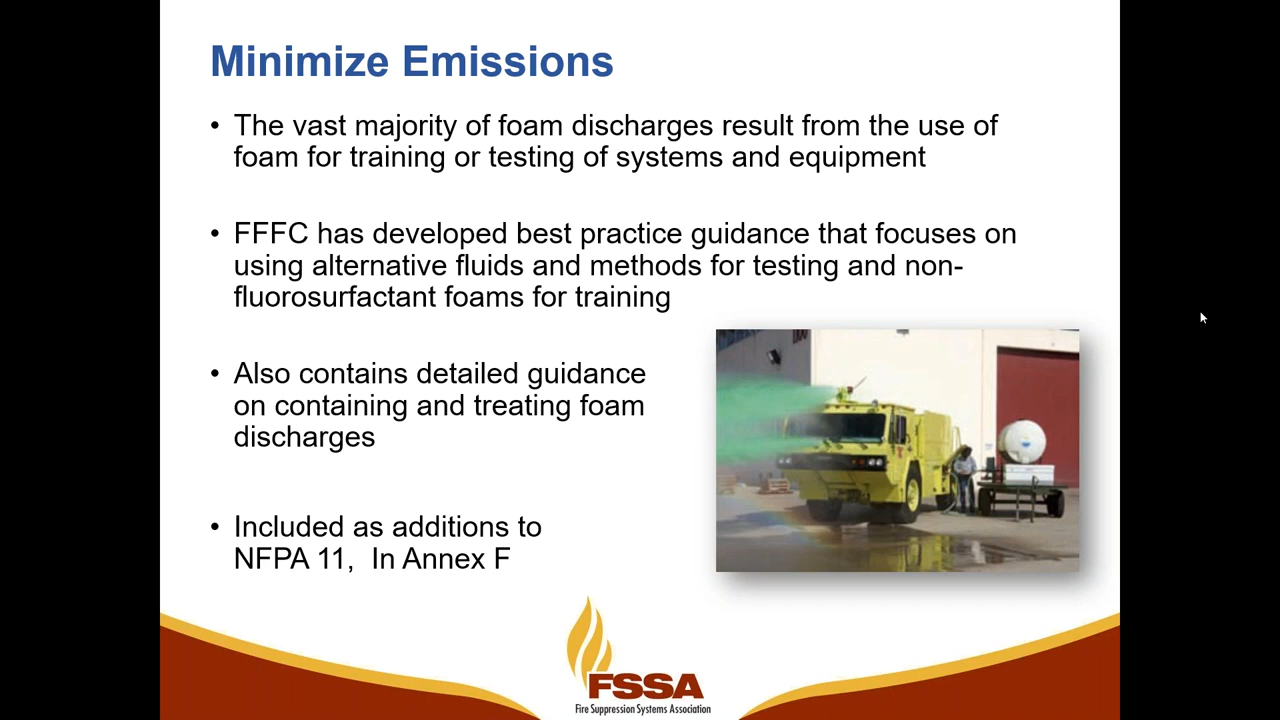 Minimize Emissions
• The vast majority of foam discharges result from the use of
foam for training or testing of systems and equipment
• FFFC has developed best practice guidance that focuses on
using alternative fluids and methods for testing and non-
fluorosurfactant foams for training
• Also contains detailed guidance
on containing and treating foam
discharges
• Included as additions to
NFPA 11, In Annex F
FSSA
Fire Suppression Systems Association